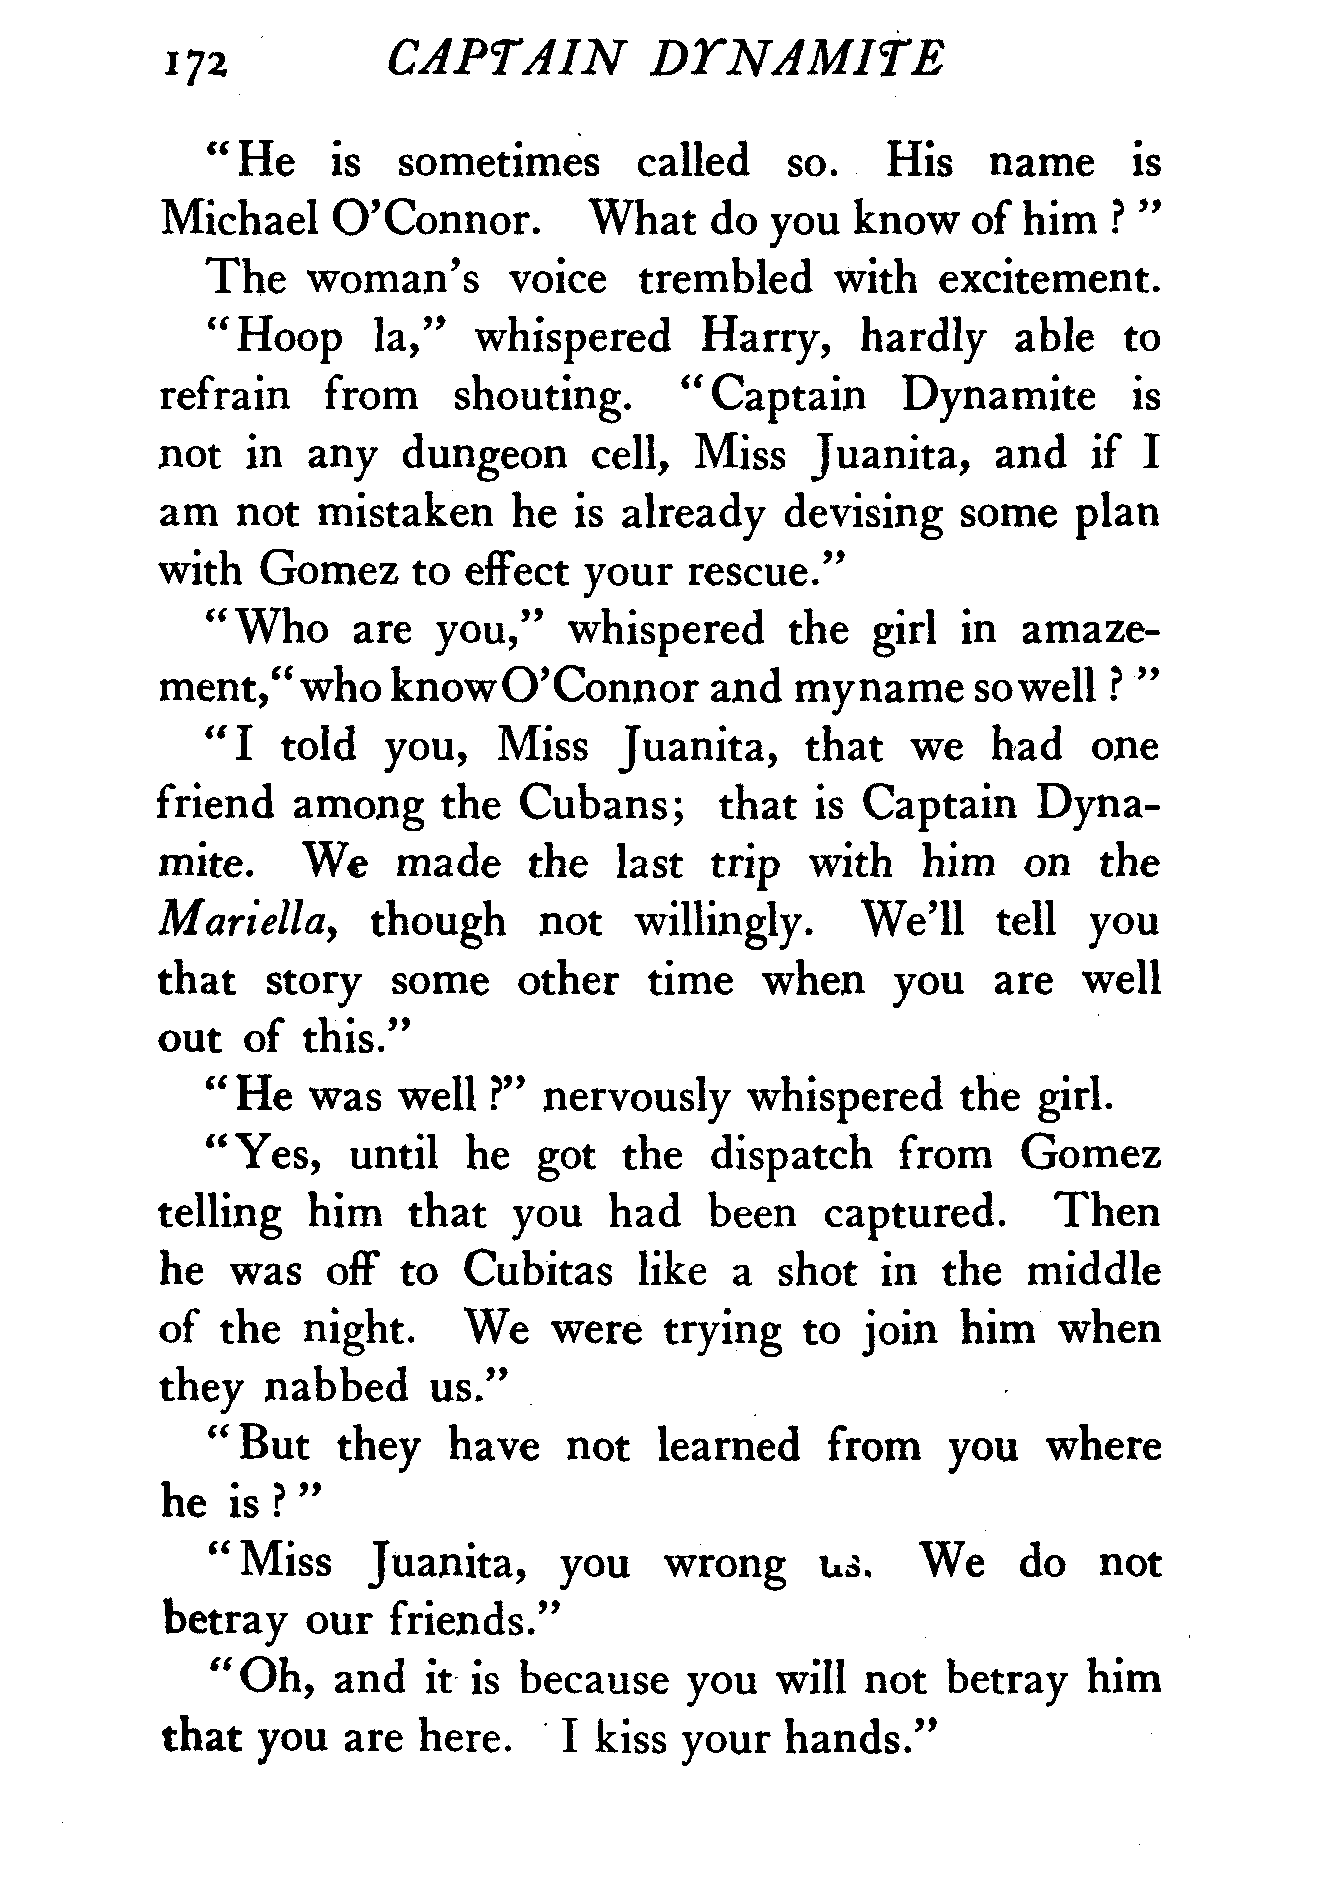 172 CAPTAIN DYNAMITE
"He is sometimes called so. His name is
Michael O'Connor. What do you know of him?"
The woman's voice trembled with excitement.
"Hoop la," whispered Harry, hardly able to
refrain from shouting. "Captain Dynamite is
not in any dungeon cell, Miss Juanita, and if I
am not mistaken he is already devising some plan
with Gomez to effect your rescue."
"Who are you," whispered the girl in amaze-
ment, "who know O'Connor and my name so well?"
"I told you, Miss Juanita, that we had one
friend among the Cubans; that is Captain Dyna-
mite. We made the last trip with him on the
Mariella, though not willingly. We'll tell you
that story some other time when you are well
out of this."
"He was well?" nervously whispered the girl.
"Yes, until he got the dispatch from Gomez
telling him that you had been captured. Then
he was off to Cubitas like a shot in the middle
of the night. We were trying to join him when
they nabbed us."
"But they have not learned from you where
he is?"
"Miss Juanita, you wrong us. We do not
betray our friends."
"Oh, and it is because you will not betray him
that you are here. I kiss your hands."